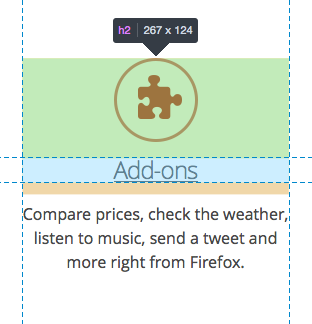 h2 267 x 124
Add-ons
Compare prices, check the weather,
listen to music, send a tweet and
more right from Firefox.